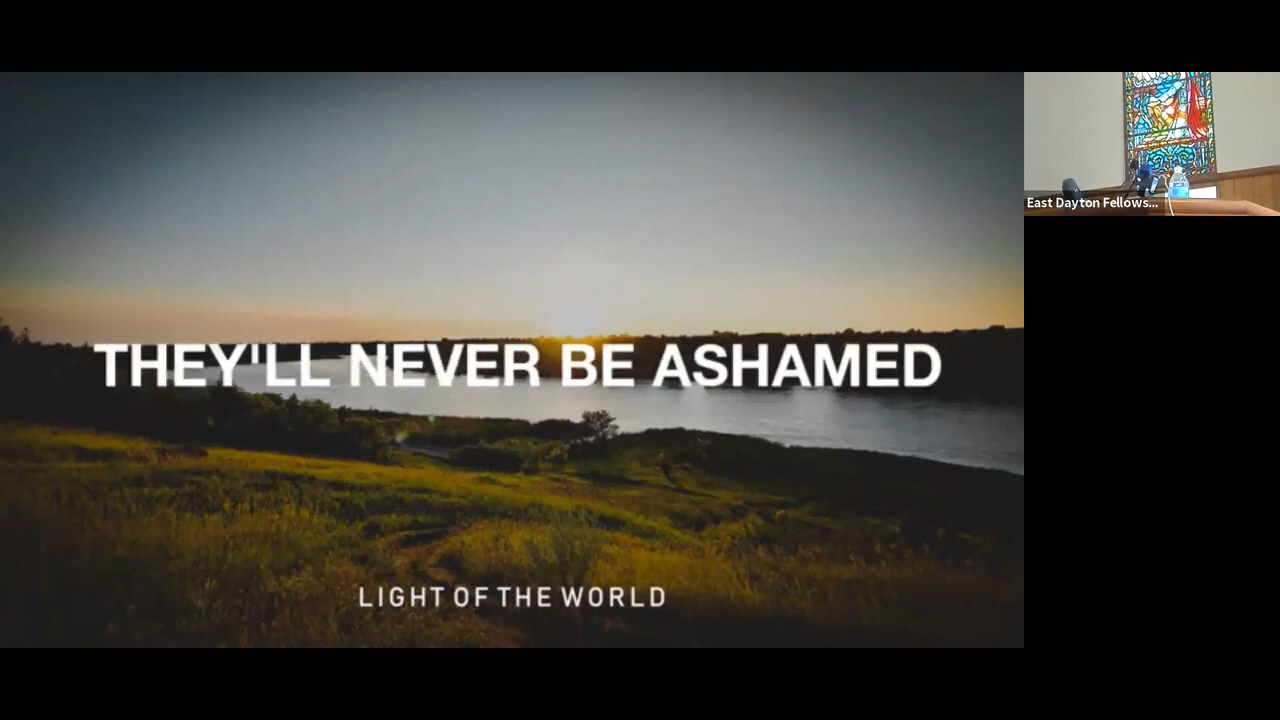 THEY'LL NEVER BE ASHAMED
LIGHT OF THE WORLD
East Dayton Fellows...